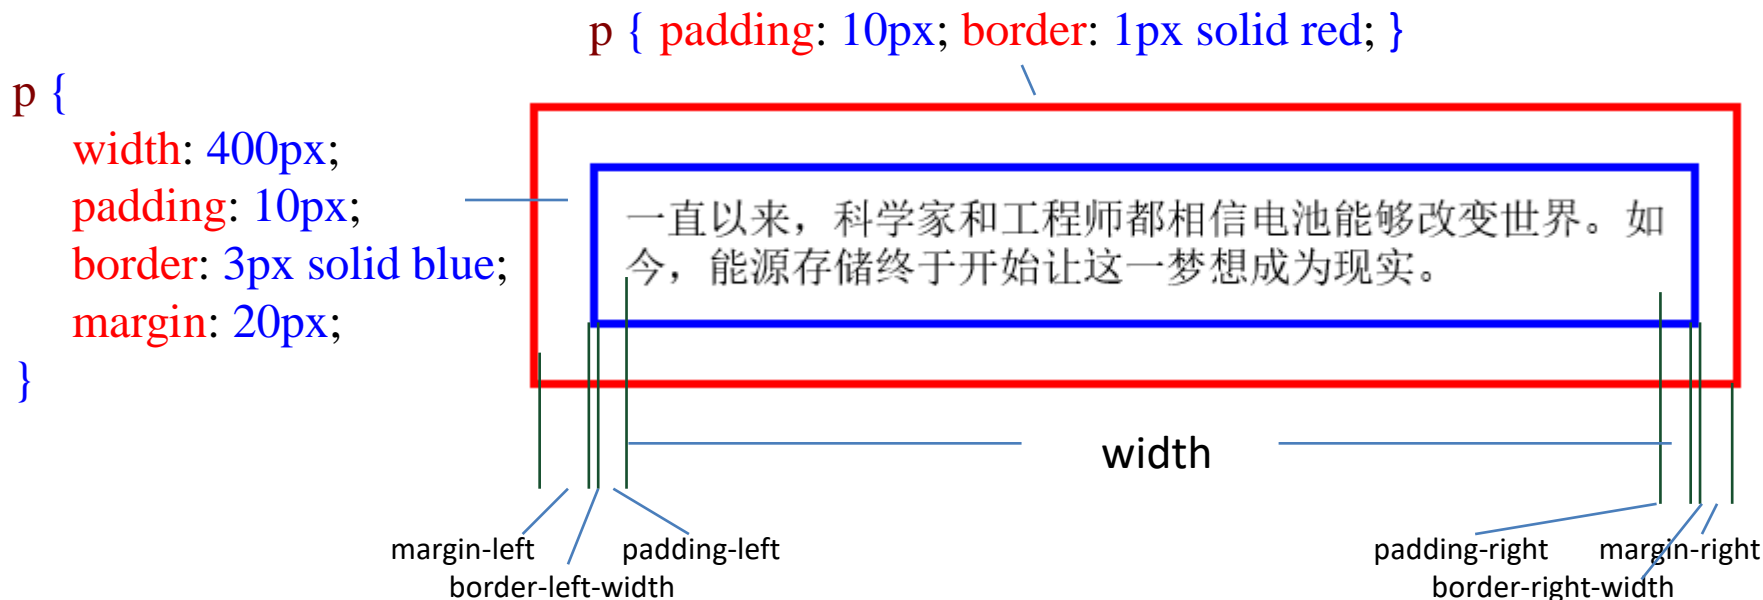 p { padding: 10px; border: 1px solid red; }
p {
width: 400px;
padding: 10px;
border: 3px solid blue;
margin: 20px;
}
一直以来，科学家和工程师都相信电池能够改变世界。如
今，能源存储终于开始让这一梦想成为现实。
width
margin-left
padding-left
border-left-width
padding-right
margin-right
border-right-width